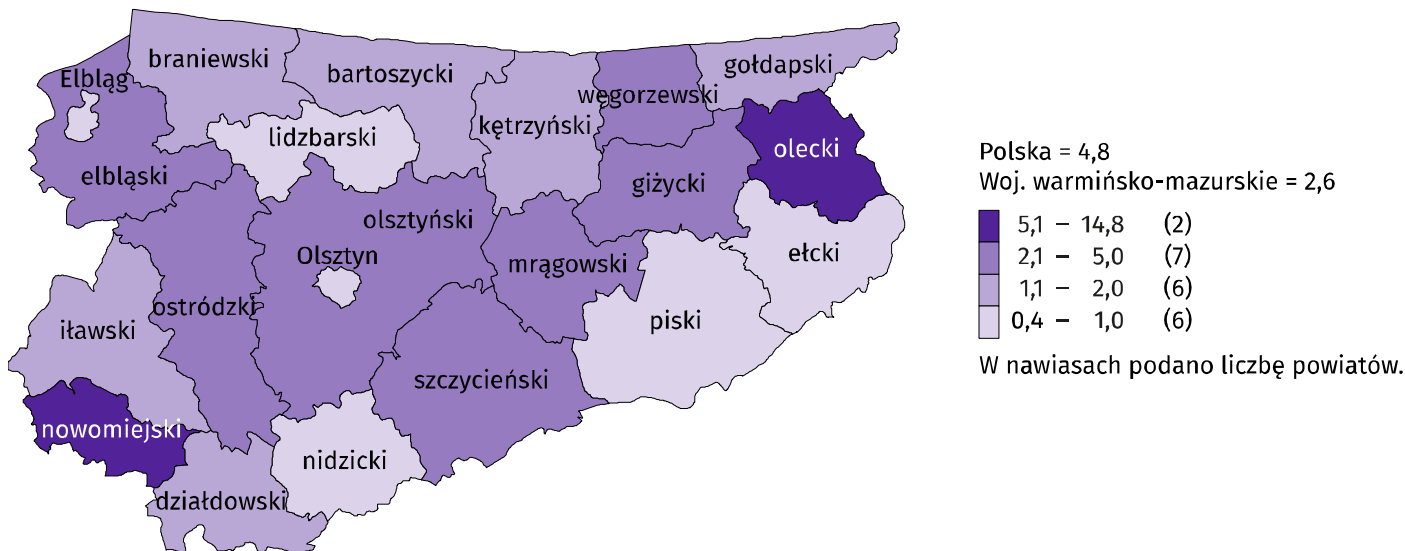 braniewski
bartoszycki
gołdapski
Elbląg
węgorzewski
kętrzyński
lidzbarski
olecki
elbląski
giżycki
olsztyński
Olsztyn
mrągowski
ełcki
ostródzki
iławski
piski
szczycieński
nowomiejski
nidzicki
działdowski
Polska = 4,8
Woj. warmińsko-mazurskie = 2,6
5,1 – 14,8 (2)
2,1 – 5,0 (7)
1,1 – 2,0 (6)
0,4 – 1,0 (6)
W nawiasach podano liczbę powiatów.